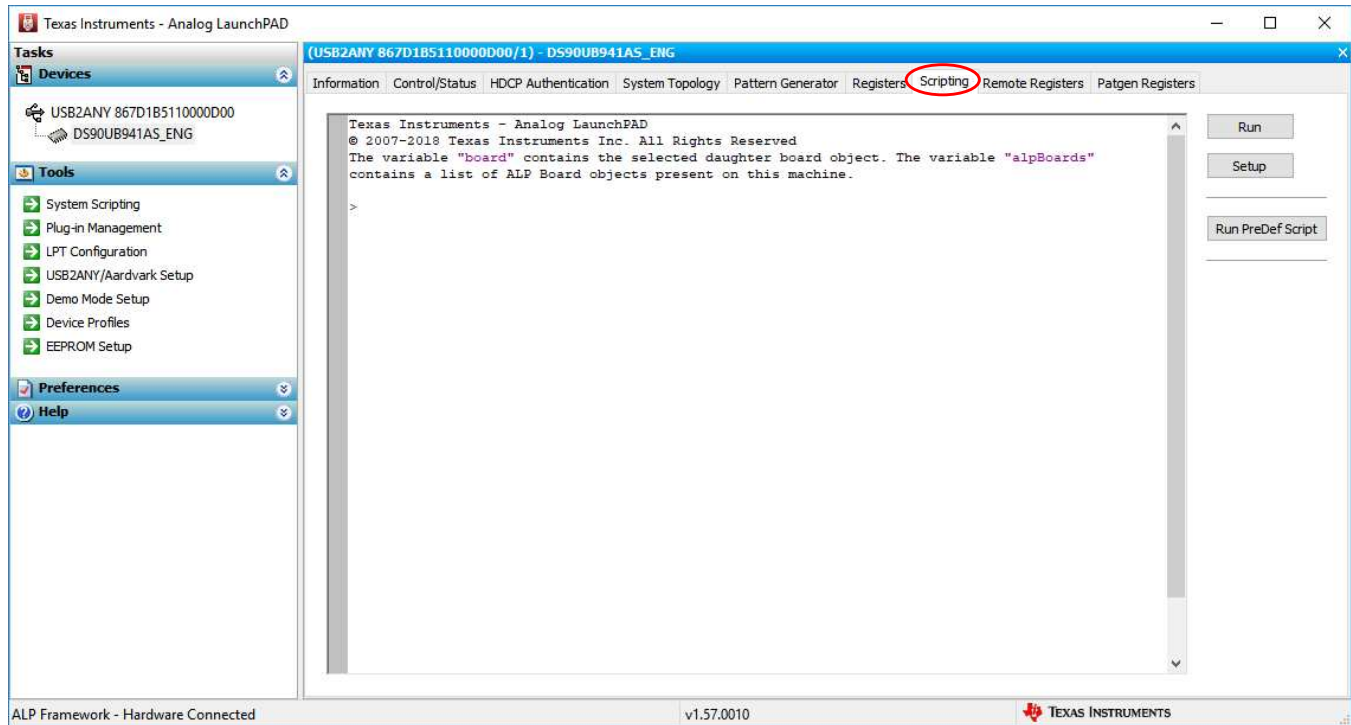 Texas Instruments - Analog LaunchPAD
Tasks
Devices
USB2ANY 867D1B5110000D00
DS90UB941AS_ENG
Tools
System Scripting
Plug-in Management
LPT Configuration
USB2ANY/Aardvark Setup
Demo Mode Setup
Device Profiles
EEPROM Setup
Preferences
Help
(USB2ANY 867D1B5110000D00/1) - DS90UB941AS_ENG
Information Control/Status HDCP Authentication System Topology Pattern Generator Registers Scripting Remote Registers Patgen Registers
Texas Instruments - Analog LaunchPAD
© 2007-2018 Texas Instruments Inc. All Rights Reserved
The variable "board" contains the selected daughter board object. The variable "alpBoards"
contains a list of ALP Board objects present on this machine.
>
Run
Setup
Run PreDef Script
ALP Framework - Hardware Connected v1.57.0010 TEXAS INSTRUMENTS